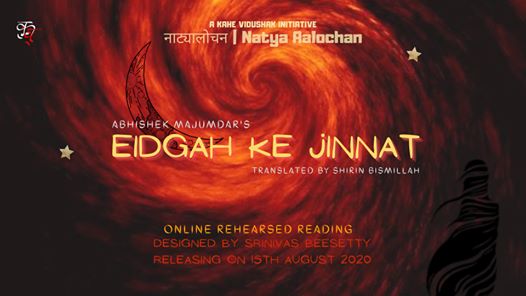 A KAHE VIDUSHAK INITIATIVE
नाट्यालोचन | Natya Aalochan
ABHISHEK MAJUMDAR'S
EIDGAH KE JINNAT
TRANSLATED BY SHIRIN BISMILLAH
ONLINE REHEARSED READING
DESIGNED BY SRINIVAS BEESETTY
RELEASING ON 15TH AUGUST 2020